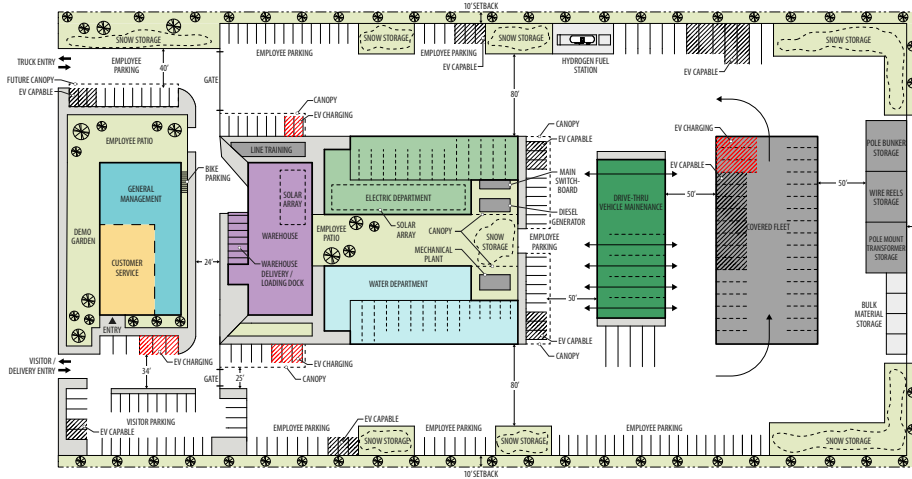 10' SETBACK
SNOW STORAGE
EMPLOYEE PARKING
SNOW STORAGE
EMPLOYEE PARKING
SNOW STORAGE
SNOW STORAGE
TRUCK ENTRY
EMPLOYEE
PARKING
40'
EV CAPABLE
HYDROGEN FUEL
STATION
EV CAPABLE
FUTURE CANOPY
EV CAPABLE
GATE
80'
CANOPY
EV CHARGING
CANOPY
EV CAPABLE
EV CHARGING
EMPLOYEE PATIO
LINE TRAINING
POLE BUNKER
STORAGE
BIKE
PARKING
MAIN
SWITCH-
BOARD
EV CAPABLE
GENERAL
MANAGEMENT
SOLAR
ARRAY
ELECTRIC DEPARTMENT
50'
50'
DRIVE-THRU
VEHICLE MAINENANCE
WIRE REELS
STORAGE
DIESEL
GENERATOR
DEMO
GARDEN
WAREHOUSE
EMPLOYEE
PATIO
SOLAR
ARRAY
CANOPY
SNOW
STORAGE
EMPLOYEE
PARKING
COVERED FLEET
POLE MOUNT
TRANSFORMER
STORAGE
MECHANICAL
PLANT
CUSTOMER
SERVICE
24'
WAREHOUSE
DELIVERY /
LOADING DOCK
WATER DEPARTMENT
50'
BULK
MATERIAL
STORAGE
ENTRY
EV CAPABLE
CANOPY
VISITOR /
DELIVERY ENTRY
EV CHARGING
EV CHARGING
34'
GATE
25'
CANOPY
80'
VISITOR PARKING
EV CAPABLE
EV CAPABLE
EMPLOYEE PARKING
SNOW STORAGE
EMPLOYEE PARKING
SNOW STORAGE
EMPLOYEE PARKING
SNOW STORAGE
10' SETBACK